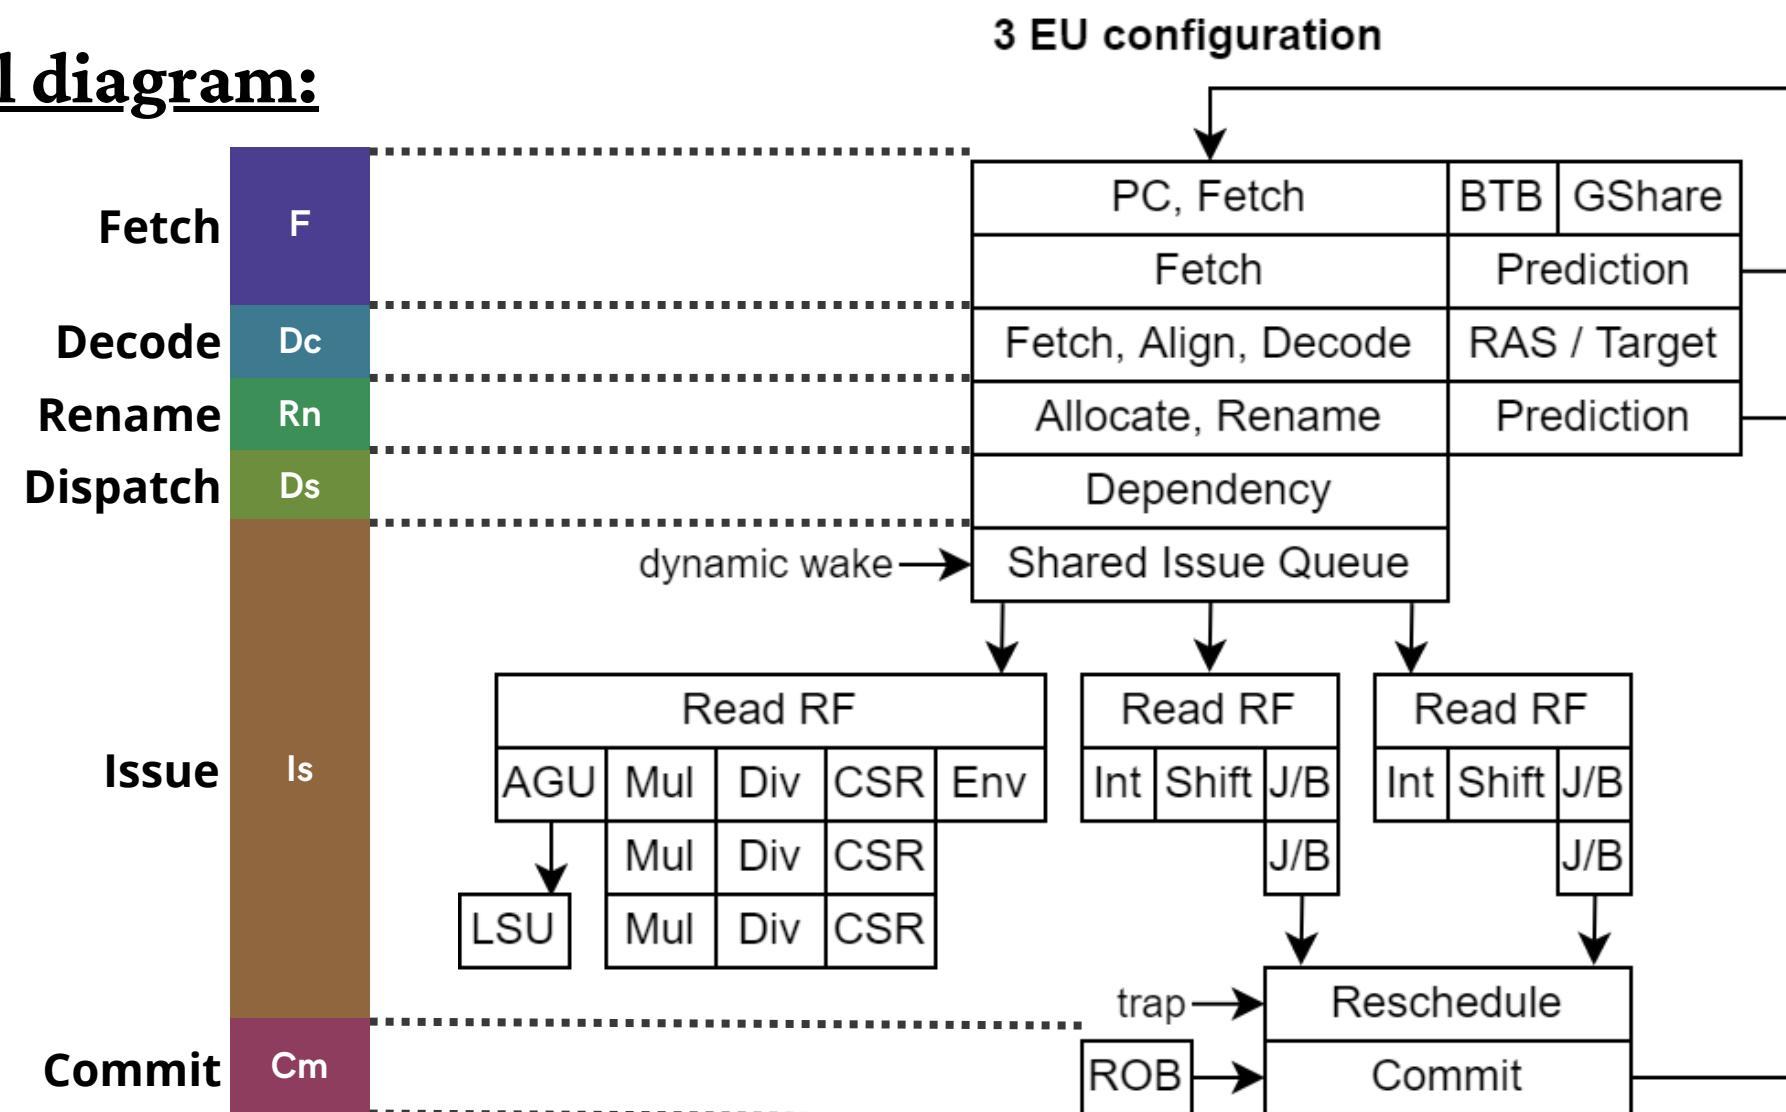 3 EU configuration
l diagram:
Fetch F PC, Fetch BTB GShare
Fetch Prediction
Decode Dc Fetch, Align, Decode RAS / Target
Rename Rn Allocate, Rename Prediction
Dispatch Ds Dependency
dynamic wake Shared Issue Queue
Read RF Read RF Read RF
Issue Is AGU Mul Div CSR Env Int Shift J/B Int Shift J/B
Mul Div CSR J/B J/B
LSU Mul Div CSR
trap Reschedule
Commit Cm ROB Commit